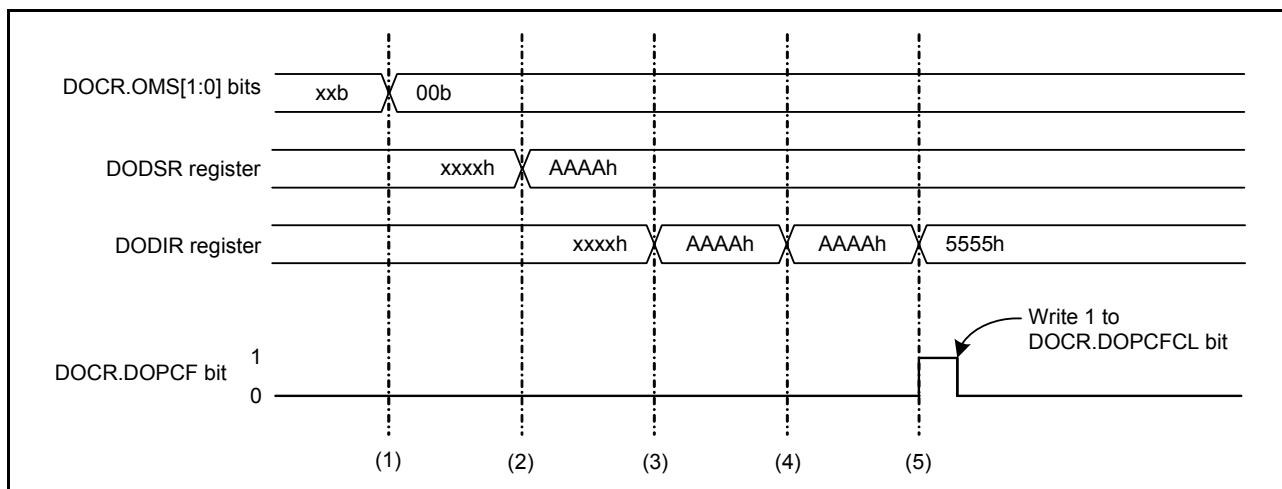 DOCR.OMS[1:0] bits xxb 00b
DODSR register xxxxh AAAAh
DODIR register xxxxh AAAAh AAAAh 5555h
Write 1 to
DOCR.DOPCFCL bit
1
DOCR.DOPCF bit
0
(1) (2) (3) (4) (5)